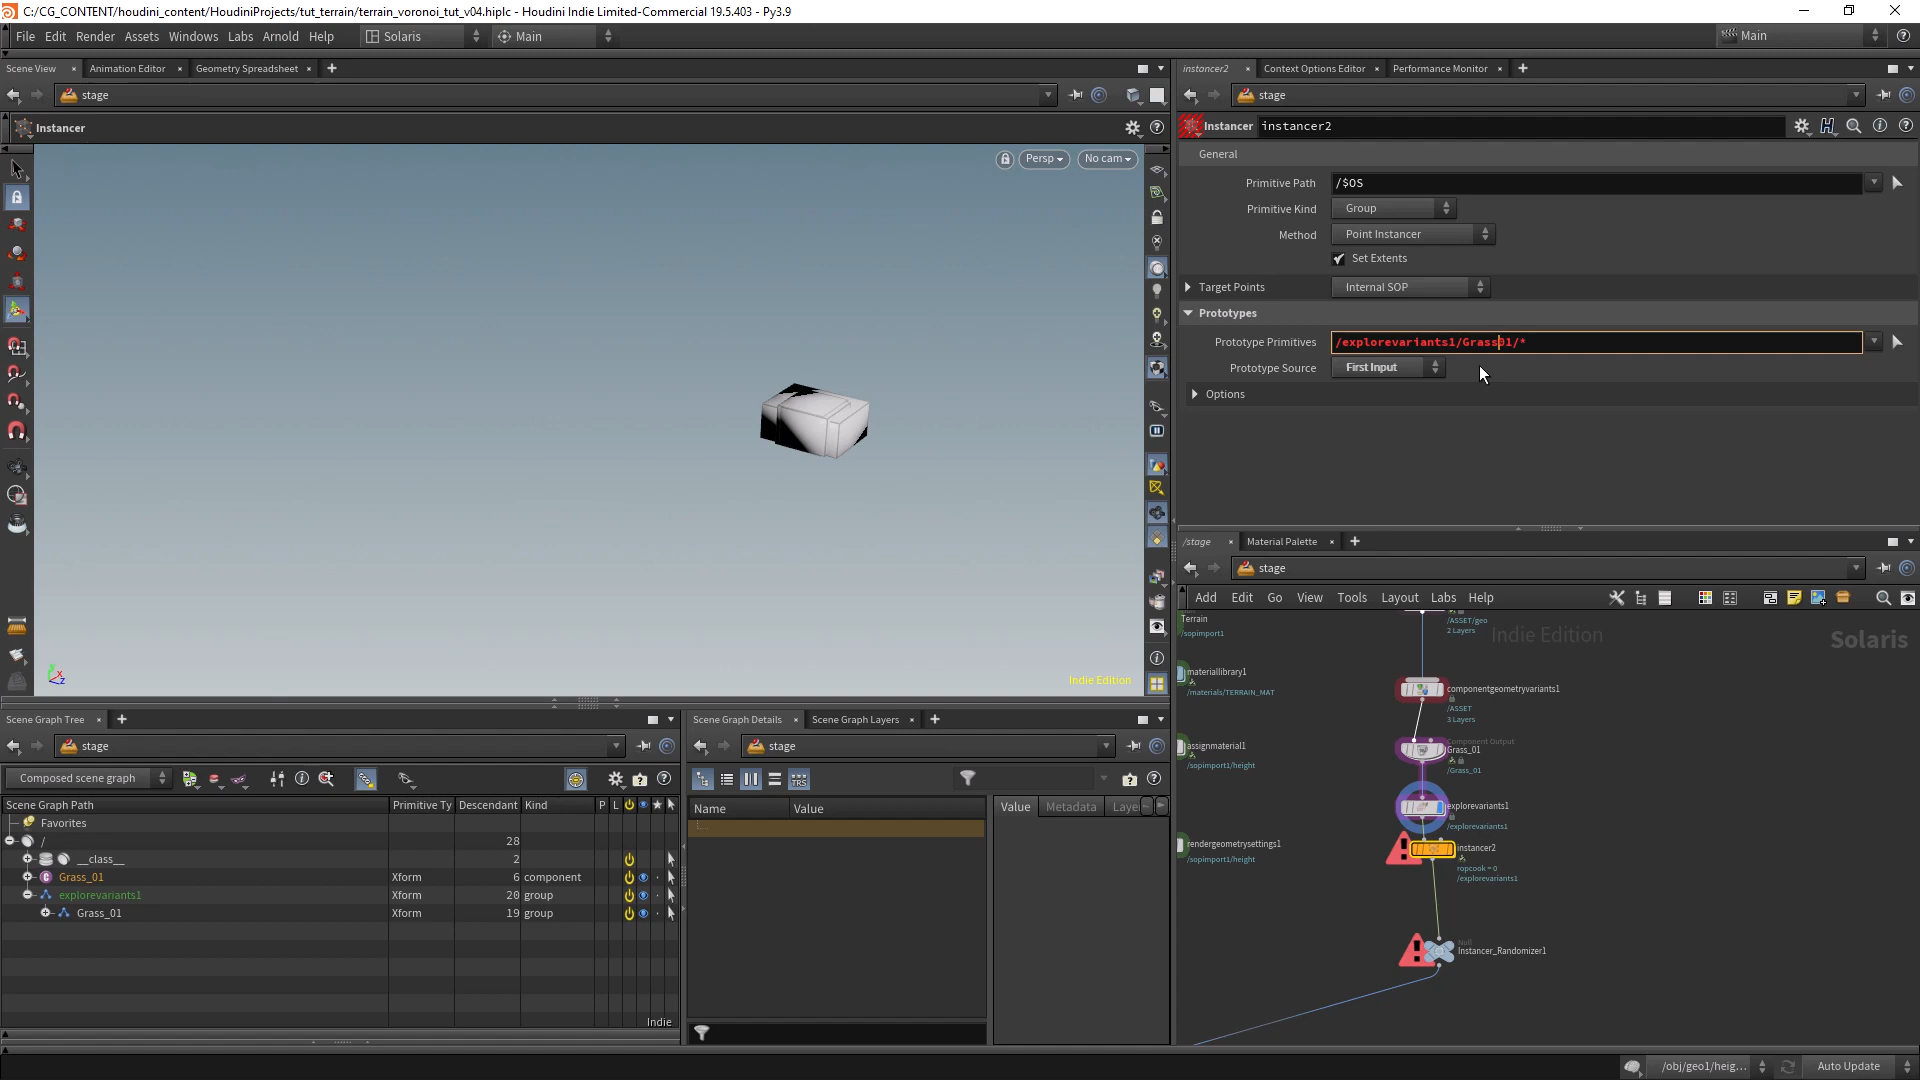 C:/CG_CONTENT/houdini_content/HoudiniProjects/tut_terrain/terrain_voronoi_tut_v04.hiplc - Houdini Indie Limited-Commercial 19.5.403 - Py3.9
File Edit Render Assets Windows Labs Arnold Help Solaris Main Main
Scene View Animation Editor Geometry Spreadsheet
stage
Instancer
Persp No cam
Indie Edition
instancer2 Context Options Editor Performance Monitor
stage
Instancer instancer2
General
Primitive Path /$OS
Primitive Kind Group
Method Point Instancer
Set Extents
Target Points Internal SOP
Prototypes
Prototype Primitives /explorevariants1/Grass01/*
Prototype Source First Input
Options
/stage Material Palette
stage
Add Edit Go View Tools Layout Labs Help
Indie Edition
Solaris
Terrain
/sopimport1
/ASSET/geo
2 Layers
materiallibrary1
/materials/TERRAIN_MAT
componentgeometryvariants1
/ASSET
3 Layers
assignmaterial1
/sopimport1/height
Component Output
Grass_01
/Grass_01
explorevariants1
/explorevariants1
rendergeometrysettings1
/sopimport1/height
instancer2
ropcook = 0
/explorevariants1
Null
Instancer_Randomizer1
Scene Graph Tree
stage
Composed scene graph
Scene Graph Path Primitive Ty Descendant Kind P L
Favorites
/ 28
__class__ 2
Grass_01 Xform 6 component
explorevariants1 Xform 20 group
Grass_01 Xform 19 group
Indie
Scene Graph Details Scene Graph Layers
stage
Name Value
Value Metadata Laye
/obj/geo1/heig... Auto Update